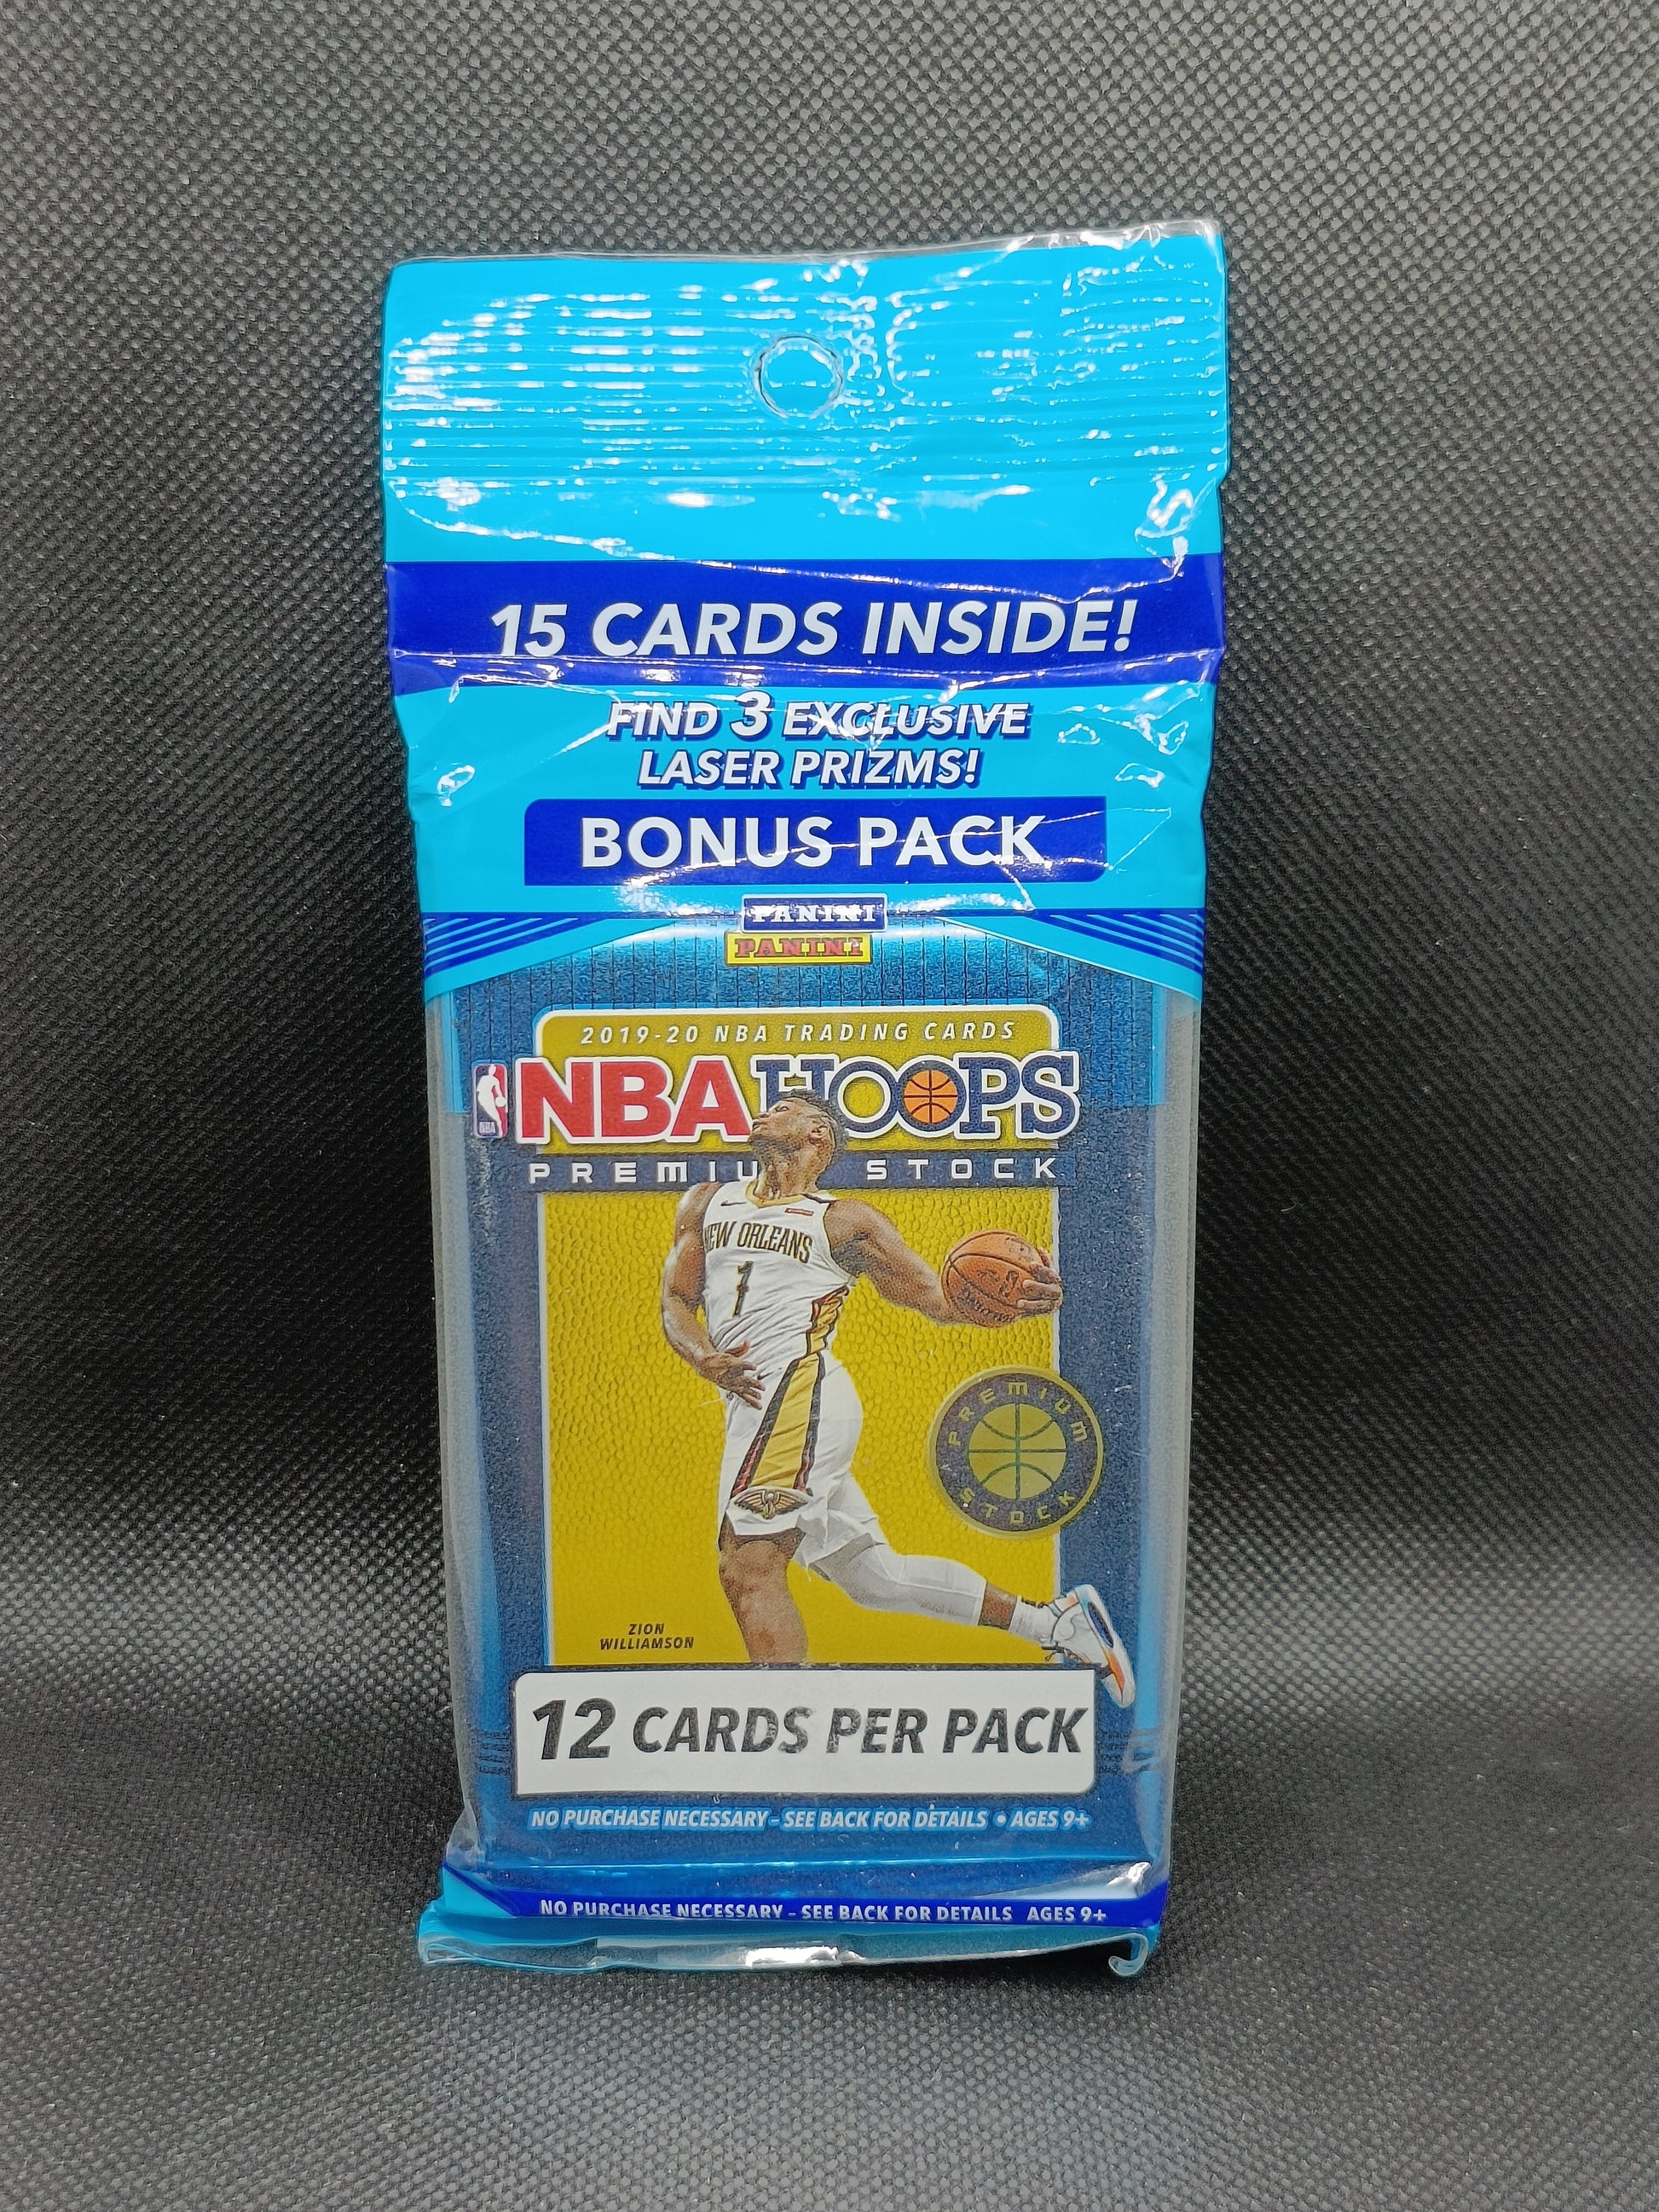 15 CARDS INSIDE!
FIND 3 EXCLUSIVE
LASER PRIZMS!
BONUS PACK
PANINI
PANINI
2019-20 NBA TRADING CARDS
NBA
NBA HOOPS
PREMIU STOCK
NEW ORLEANS
1
PREMIUM
STOCK
ZION
WILLIAMSON
12 CARDS PER PACK
NO PURCHASE NECESSARY - SEE BACK FOR DETAILS • AGES 9+
NO PURCHASE NECESSARY - SEE BACK FOR DETAILS AGES 9+